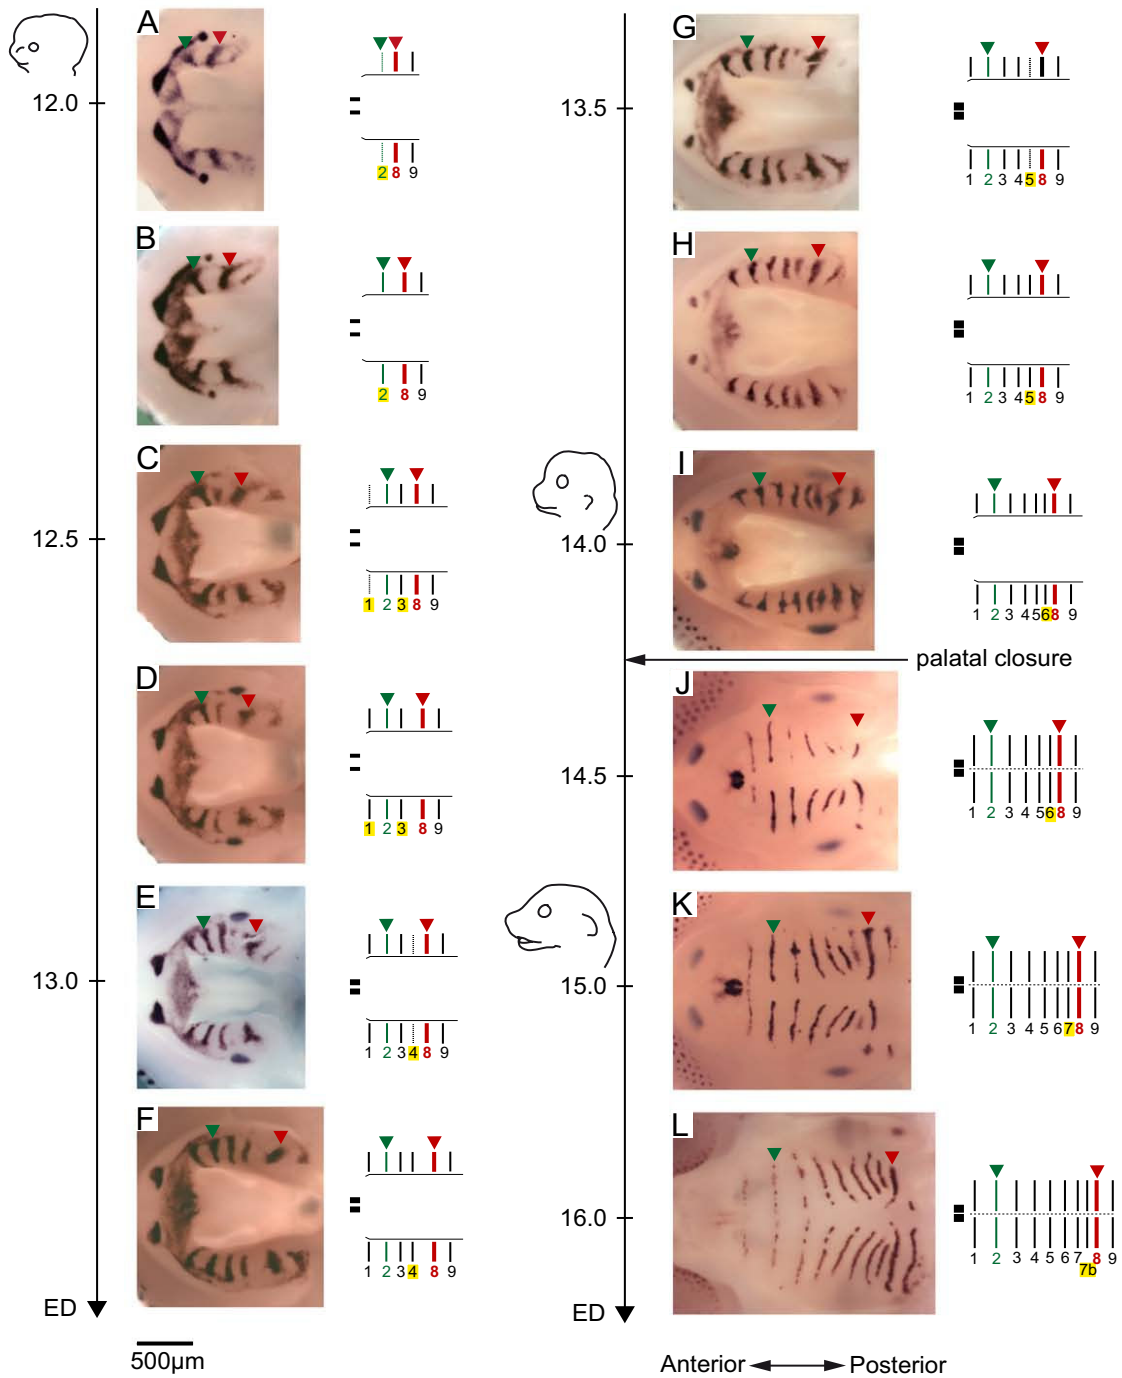 A
12.0
2 8 9
B
2 8 9
C
12.5
1 2 3 8 9
D
1 2 3 8 9
E
13.0
1 2 3 4 8 9
F
1 2 3 4 8 9
ED
500µm
G
13.5
1 2 3 4 5 8 9
H
1 2 3 4 5 8 9
I
14.0
1 2 3 4 5 6 8 9
palatal closure
J
14.5
1 2 3 4 5 6 8 9
K
15.0
1 2 3 4 5 6 7 8 9
L
16.0
1 2 3 4 5 6 7 8 9
7b
ED
Anterior Posterior